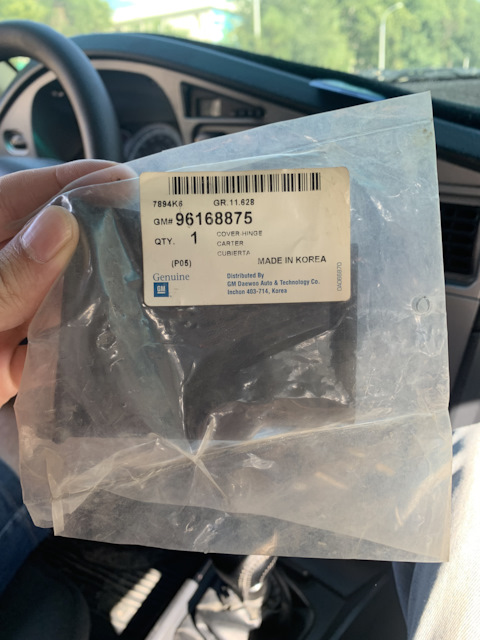 7894K6 GR.11.628
GM# 96168875
QTY. 1 COVER-HINGE
CARTER
CUBIERTA
(P05) MADE IN KOREA
Genuine
GM
Distributed By
GM Daewoo Auto & Technology Co.
Inchon 403-714, Korea